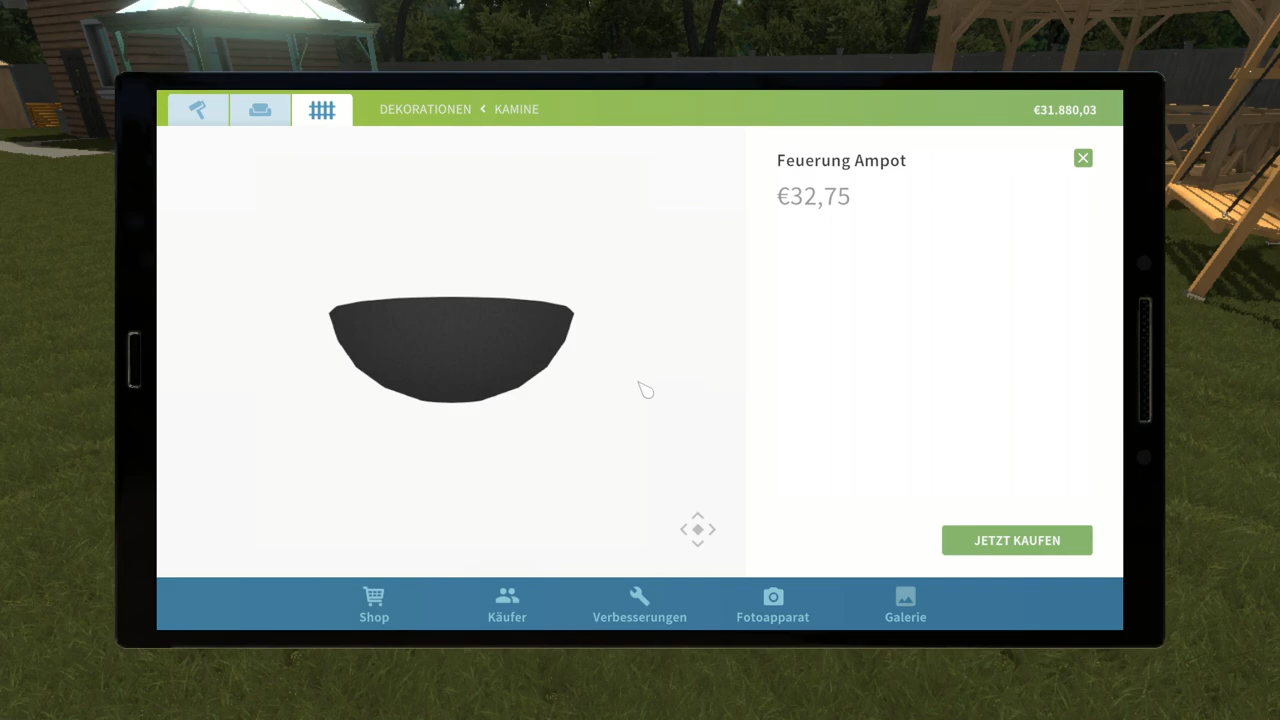 DEKORATIONEN < KAMINE
€31.880,03
Feuerung Ampot
€32,75
JETZT KAUFEN
Shop
Käufer
Verbesserungen
Fotoapparat
Galerie